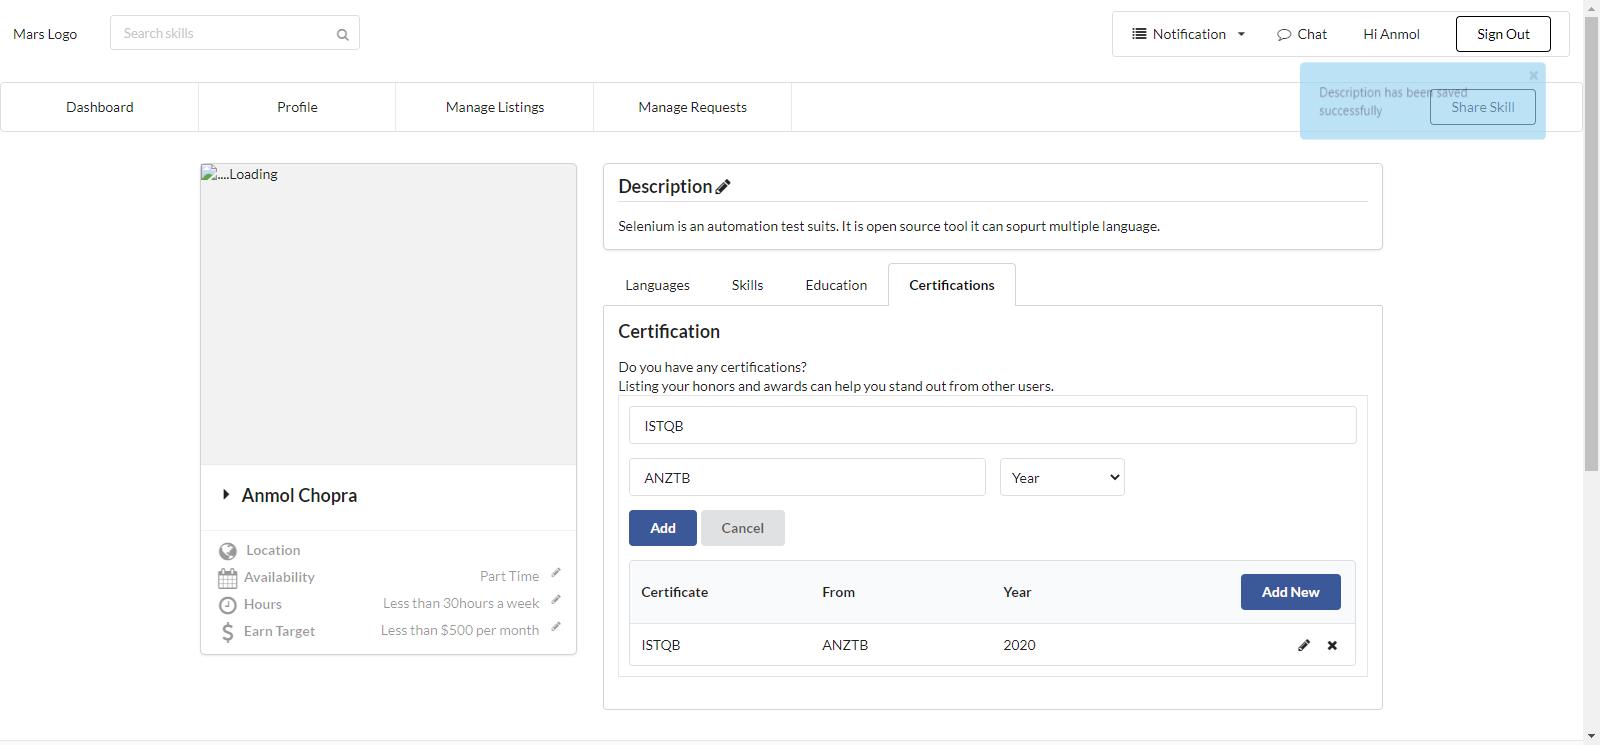 Mars Logo
Search skills
Notification
Chat
Hi Anmol
Sign Out
Dashboard
Profile
Manage Listings
Manage Requests
Description has been saved
successfully
Share Skill
....Loading
Anmol Chopra
Location
Availability
Part Time
Hours
Less than 30hours a week
Earn Target
Less than $500 per month
Description
Selenium is an automation test suits. It is open source tool it can sopurt multiple language.
Languages
Skills
Education
Certifications
Certification
Do you have any certifications?
Listing your honors and awards can help you stand out from other users.
ISTQB
ANZTB
Year
Add
Cancel
Certificate
From
Year
Add New
ISTQB
ANZTB
2020